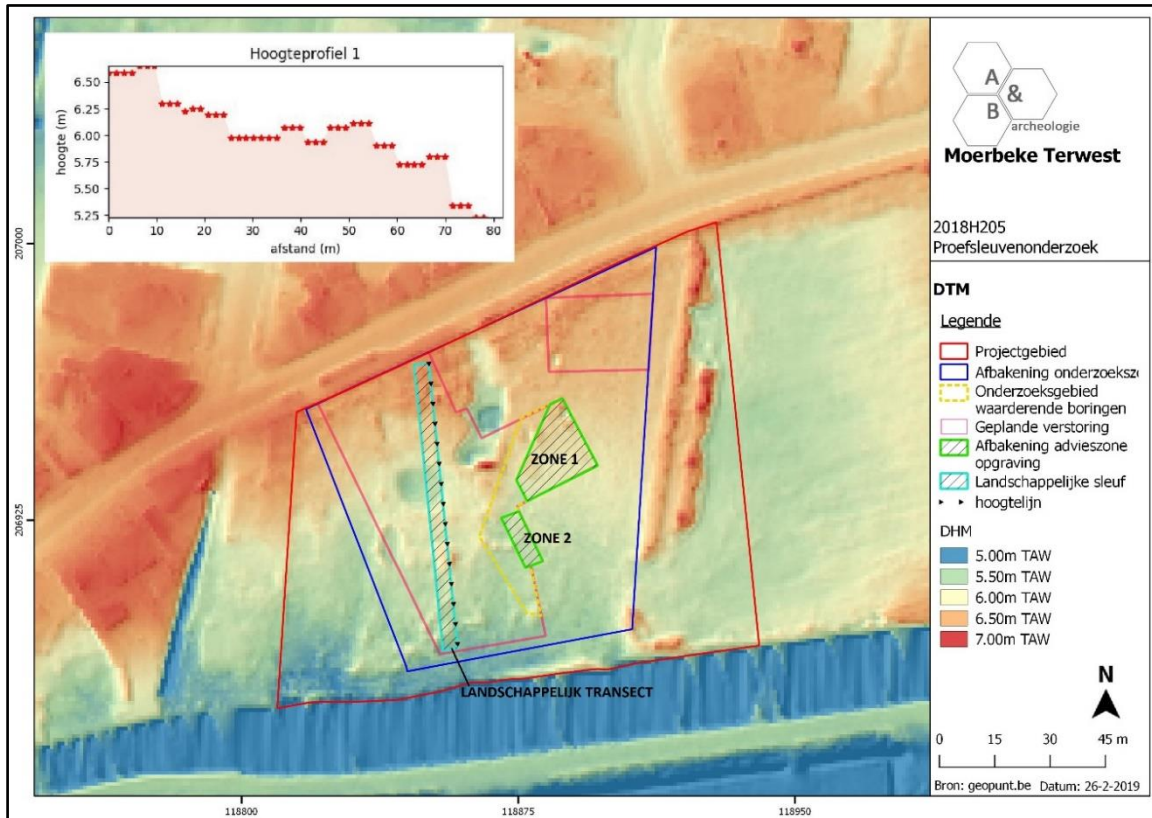 Hoogteprofiel 1
hoogte (m)
6.50
6.25
6.00
5.75
5.50
5.25
0 10 20 30 40 50 60 70 80
afstand (m)
207000
206925
118800
118875
118950
ZONE 1
ZONE 2
LANDSCHAPPELIJK TRANSECT
A
&
B
archeologie
Moerbeke Terwest
2018H205
Proefsleuvenonderzoek
DTM
Legende
Projectgebied
Afbakening onderzoeksz
Onderzoeksgebied
waarderende boringen
Geplande verstoring
Afbakening advieszone
opgraving
Landschappelijke sleuf
hoogtelijn
DHM
5.00m TAW
5.50m TAW
6.00m TAW
6.50m TAW
7.00m TAW
N
0 15 30 45 m
Bron: geopunt.be Datum: 26-2-2019